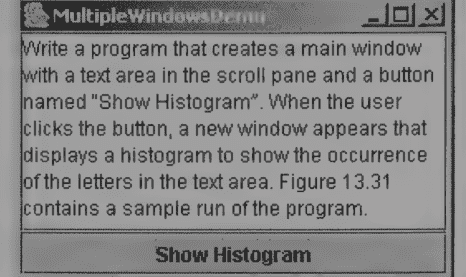 MultipleWindowsDemo
Write a program that creates a main window
with a text area in the scroll pane and a button
named "Show Histogram". When the user
clicks the button, a new window appears that
displays a histogram to show the occurrence
of the letters in the text area. Figure 13.31
contains a sample run of the program.
Show Histogram